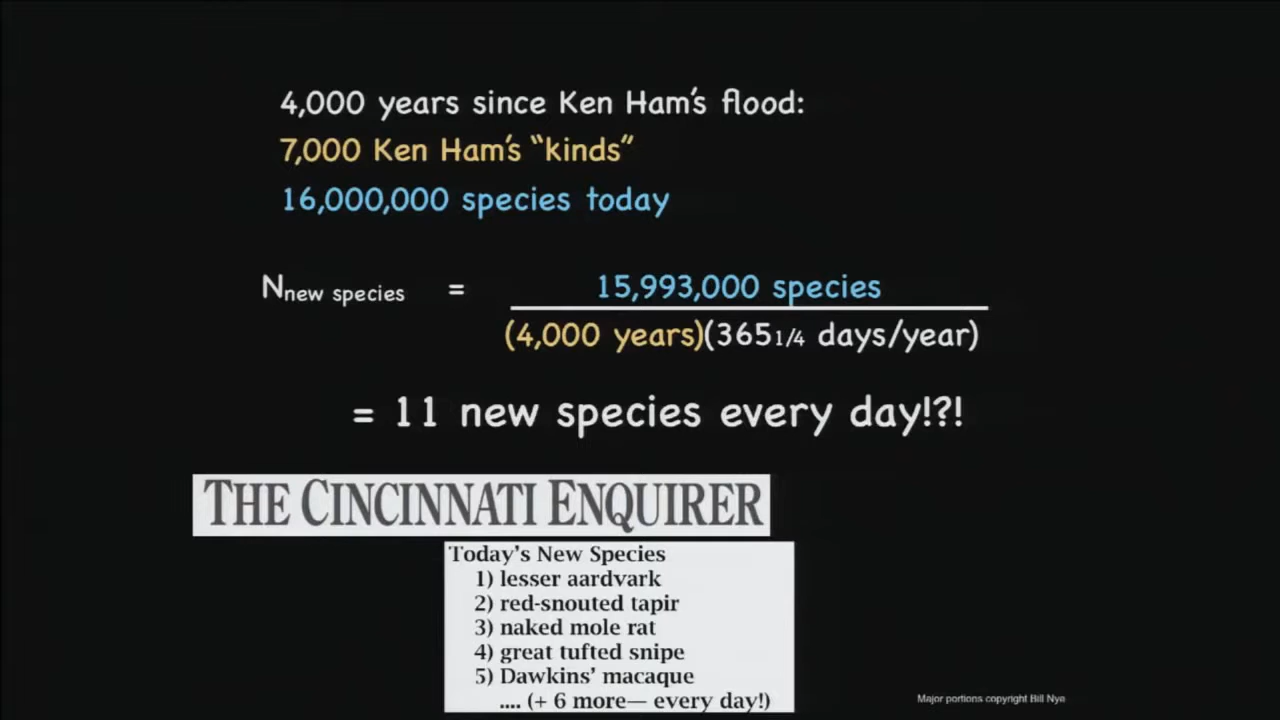 4,000 years since Ken Ham's flood:
7,000 Ken Ham's “kinds”
16,000,000 species today
Nnew species = 15,993,000 species
(4,000 years)(365 1/4 days/year)
= 11 new species every day!?!
THE CINCINNATI ENQUIRER
Today's New Species
1) lesser aardvark
2) red-snouted tapir
3) naked mole rat
4) great tufted snipe
5) Dawkins' macaque
.... (+ 6 more— every day!)
Major portions copyright Bill Nye